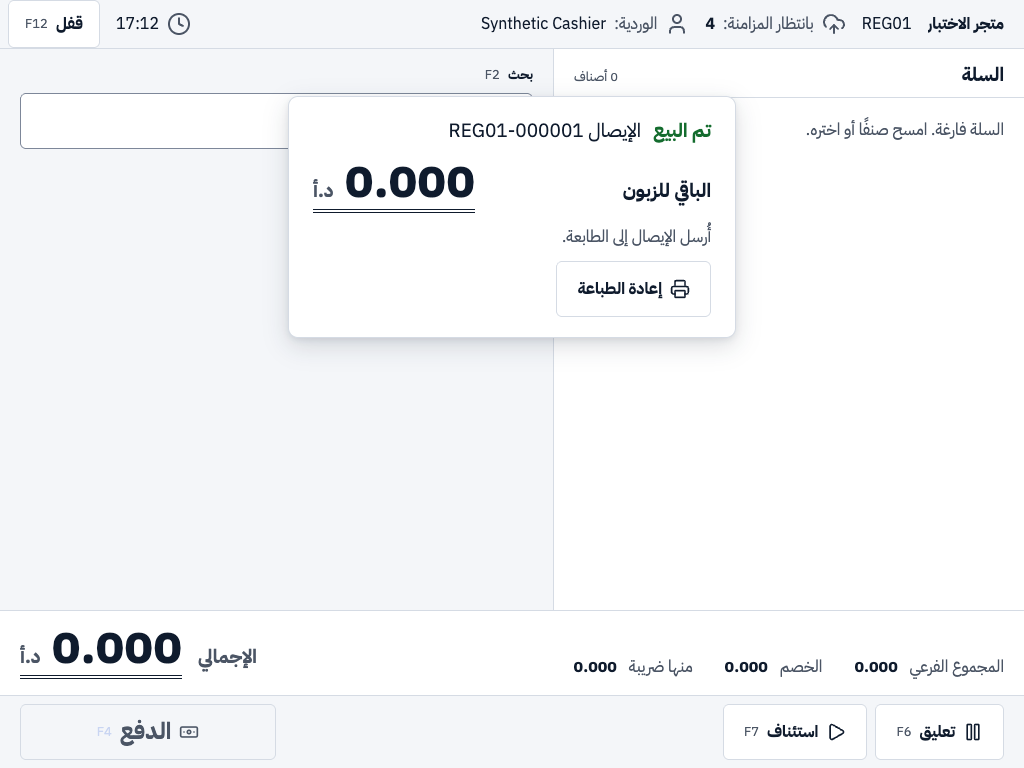 متجر الاختبار REG01 بانتظار المزامنة: 4 الوردية: Synthetic Cashier 17:12 قفل F12
السلة 0 أصناف
بحث F2
السلة فارغة. امسح صنفًا أو اختره.
تم البيع الإيصال REG01-000001
الباقي للزبون 0.000 د.أ
أُرسل الإيصال إلى الطابعة.
إعادة الطباعة
المجموع الفرعي 0.000 الخصم 0.000 منها ضريبة 0.000
الإجمالي 0.000 د.أ
تعليق F6 استئناف F7 الدفع F4